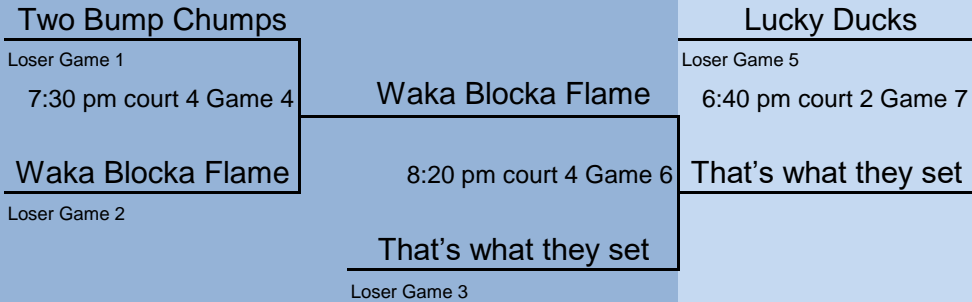 Two Bump Chumps
Lucky Ducks
Loser Game 1
Loser Game 5
7:30 pm court 4 Game 4
Waka Blocka Flame
6:40 pm court 2 Game 7
Waka Blocka Flame
8:20 pm court 4 Game 6
That’s what they set
Loser Game 2
That’s what they set
Loser Game 3